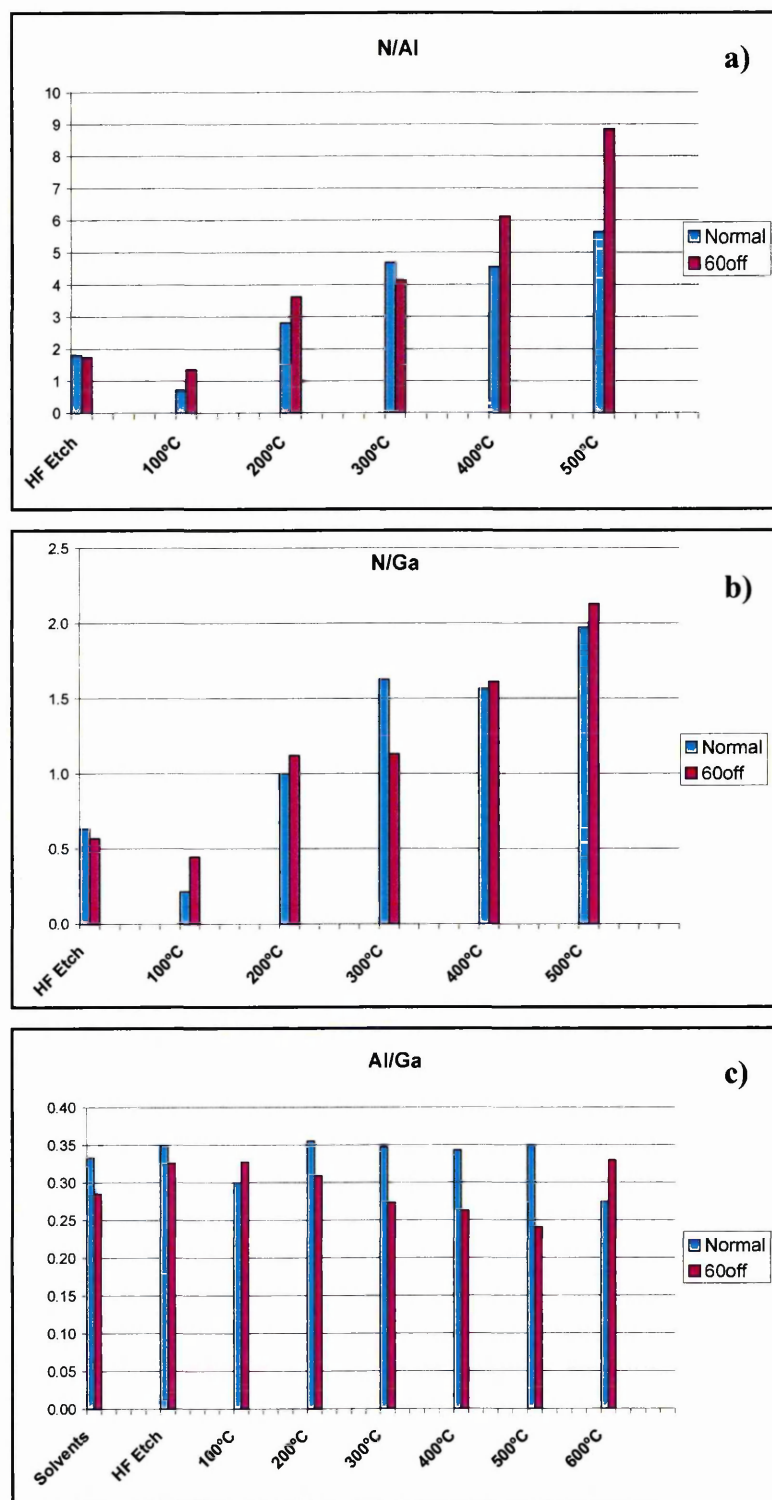 N/Al
a)
10
9
8
7
6
5
4
3
2
1
0
HF Etch 100°C 200°C 300°C 400°C 500°C
Normal
60off
N/Ga
b)
2.5
2.0
1.5
1.0
0.5
0.0
HF Etch 100°C 200°C 300°C 400°C 500°C
Normal
60off
Al/Ga
c)
0.40
0.35
0.30
0.25
0.20
0.15
0.10
0.05
0.00
Solvents HF Etch 100°C 200°C 300°C 400°C 500°C 600°C
Normal
60off